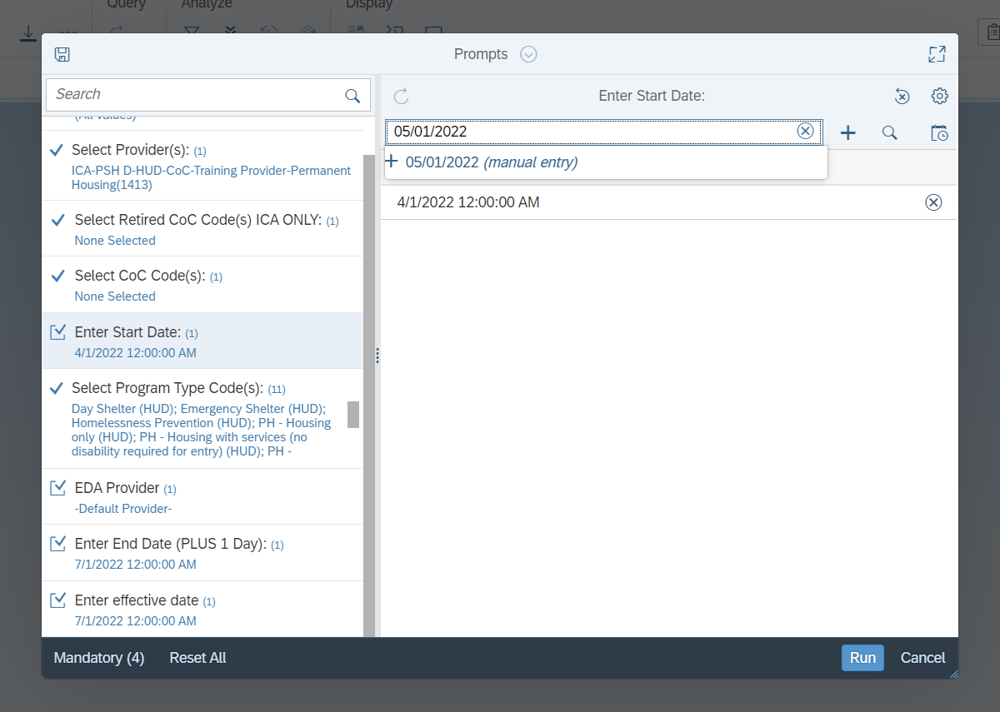 Query
Analyze
Display
Prompts
Search
Enter Start Date:
(All values)
05/01/2022
Select Provider(s): (1)
ICA-PSH D-HUD-CoC-Training Provider-Permanent
Housing(1413)
05/01/2022 (manual entry)
4/1/2022 12:00:00 AM
Select Retired CoC Code(s) ICA ONLY: (1)
None Selected
Select CoC Code(s): (1)
None Selected
Enter Start Date: (1)
4/1/2022 12:00:00 AM
Select Program Type Code(s): (11)
Day Shelter (HUD); Emergency Shelter (HUD);
Homelessness Prevention (HUD); PH - Housing
only (HUD); PH - Housing with services (no
disability required for entry) (HUD); PH -
EDA Provider (1)
-Default Provider-
Enter End Date (PLUS 1 Day): (1)
7/1/2022 12:00:00 AM
Enter effective date (1)
7/1/2022 12:00:00 AM
Mandatory (4)
Reset All
Run
Cancel